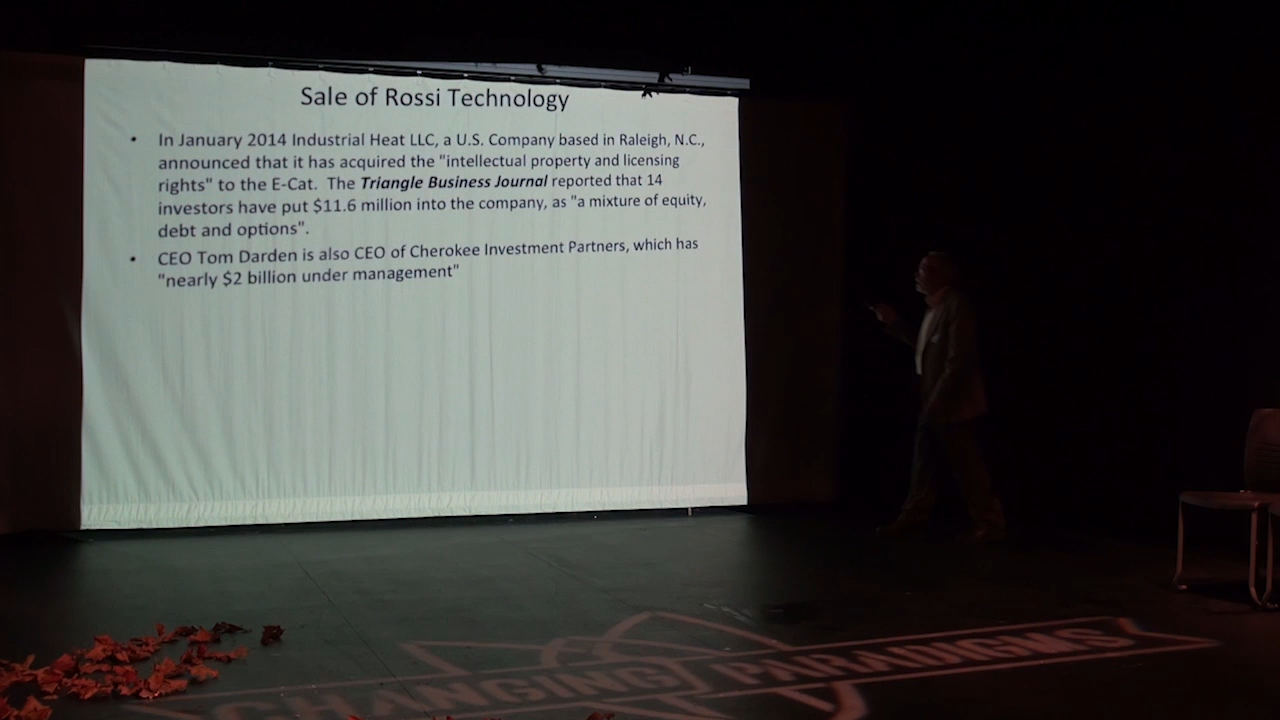 Sale of Rossi Technology
• In January 2014 Industrial Heat LLC, a U.S. Company based in Raleigh, N.C.,
announced that it has acquired the "intellectual property and licensing
rights" to the E-Cat. The Triangle Business Journal reported that 14
investors have put $11.6 million into the company, as "a mixture of equity,
debt and options".
• CEO Tom Darden is also CEO of Cherokee Investment Partners, which has
"nearly $2 billion under management"
CHANGING PARADIGMS